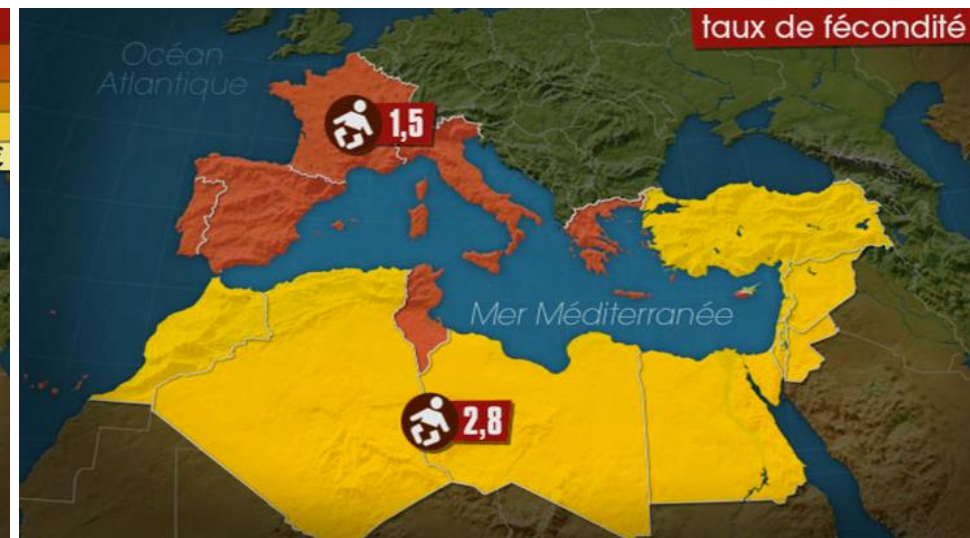 taux de fécondité
Océan
Atlantique
1,5
Mer Méditerranée
2,8
€